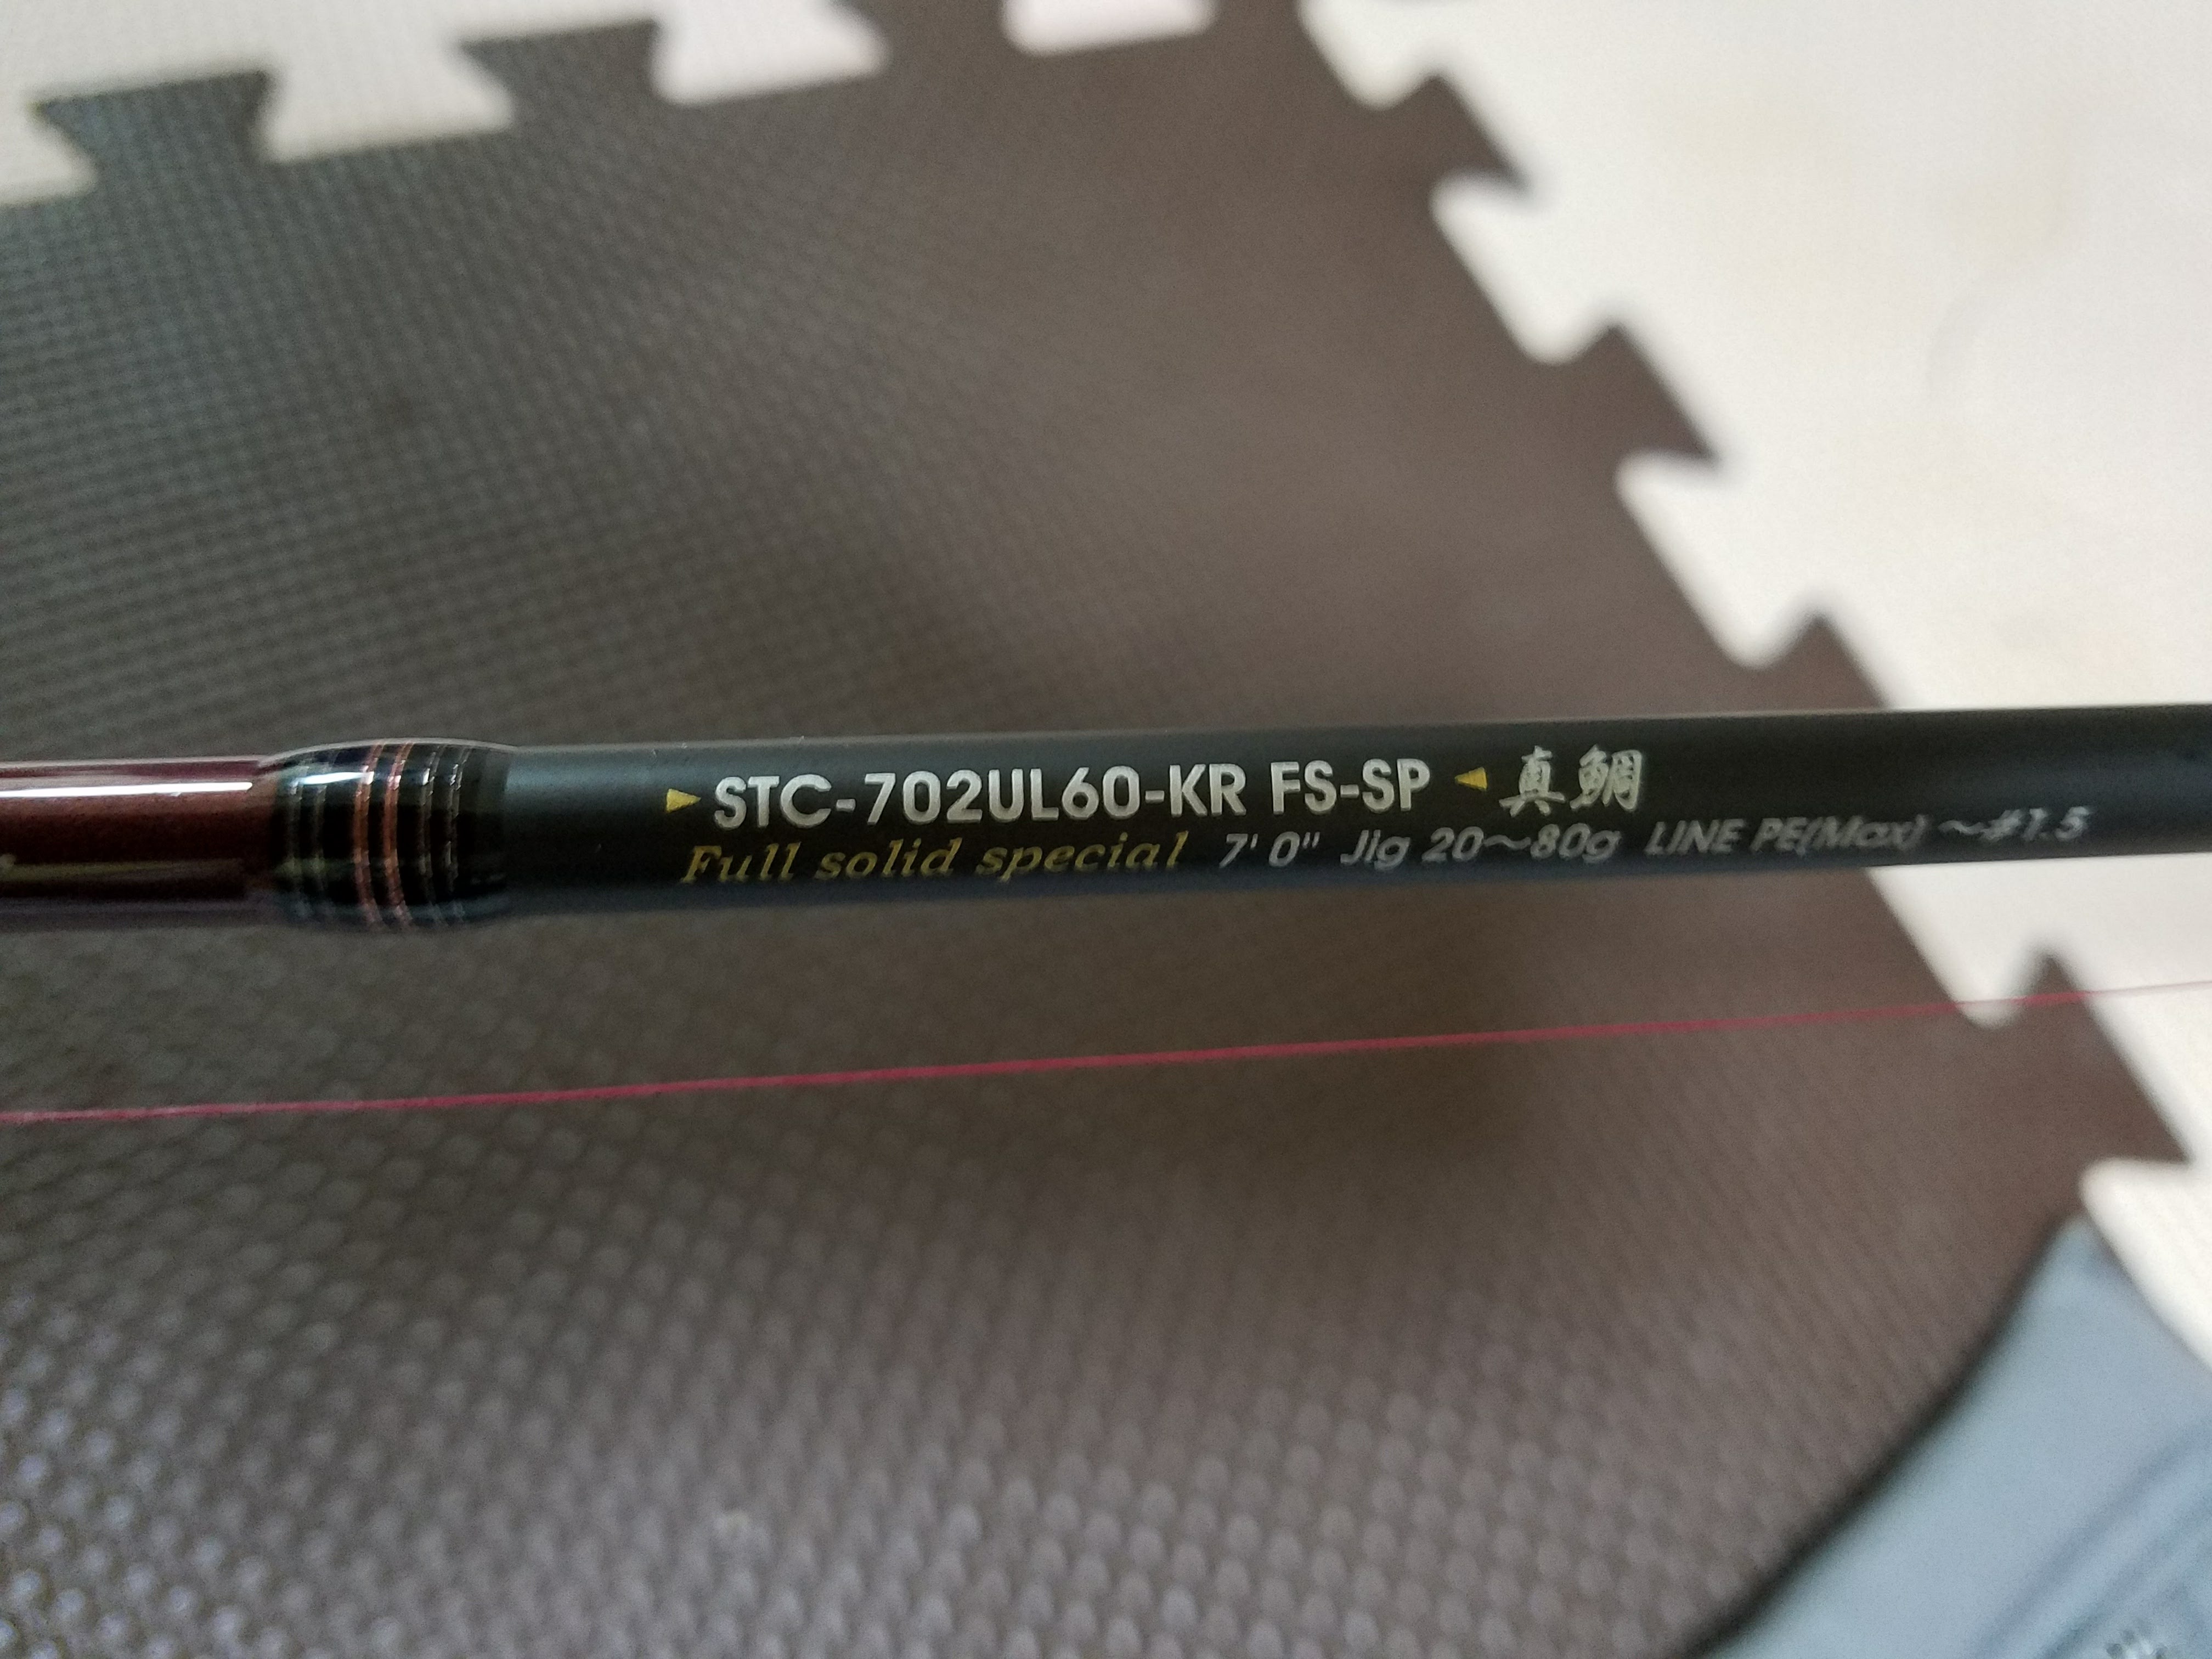 ▶STC-702UL60-KR FS-SP◀真鯛
Full solid special 7' 0" Jig 20〜80g LINE PE(Max) 〜#1.5